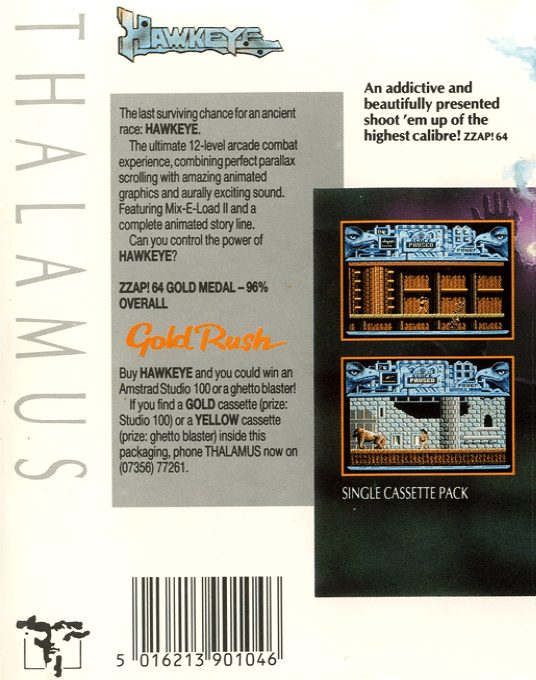 THALAMUS
HAWKEYE
An addictive and
beautifully presented
shoot 'em up of the
highest calibre! ZZAP! 64
The last surviving chance for an ancient
race: HAWKEYE.
The ultimate 12-level arcade combat
experience, combining perfect parallax
scrolling with amazing animated
graphics and aurally exciting sound.
Featuring Mix-E-Load II and a
complete animated story line.
Can you control the power of
HAWKEYE?
ZZAP! 64 GOLD MEDAL – 96%
OVERALL
Gold Rush
Buy HAWKEYE and you could win an
Amstrad Studio 100 or a ghetto blaster!
If you find a GOLD cassette (prize:
Studio 100) or a YELLOW cassette
(prize: ghetto blaster) inside this
packaging, phone THALAMUS now on
(07356) 77261.
PAUSED
POWER
PAUSED
POWER
SINGLE CASSETTE PACK
5 016213 901046